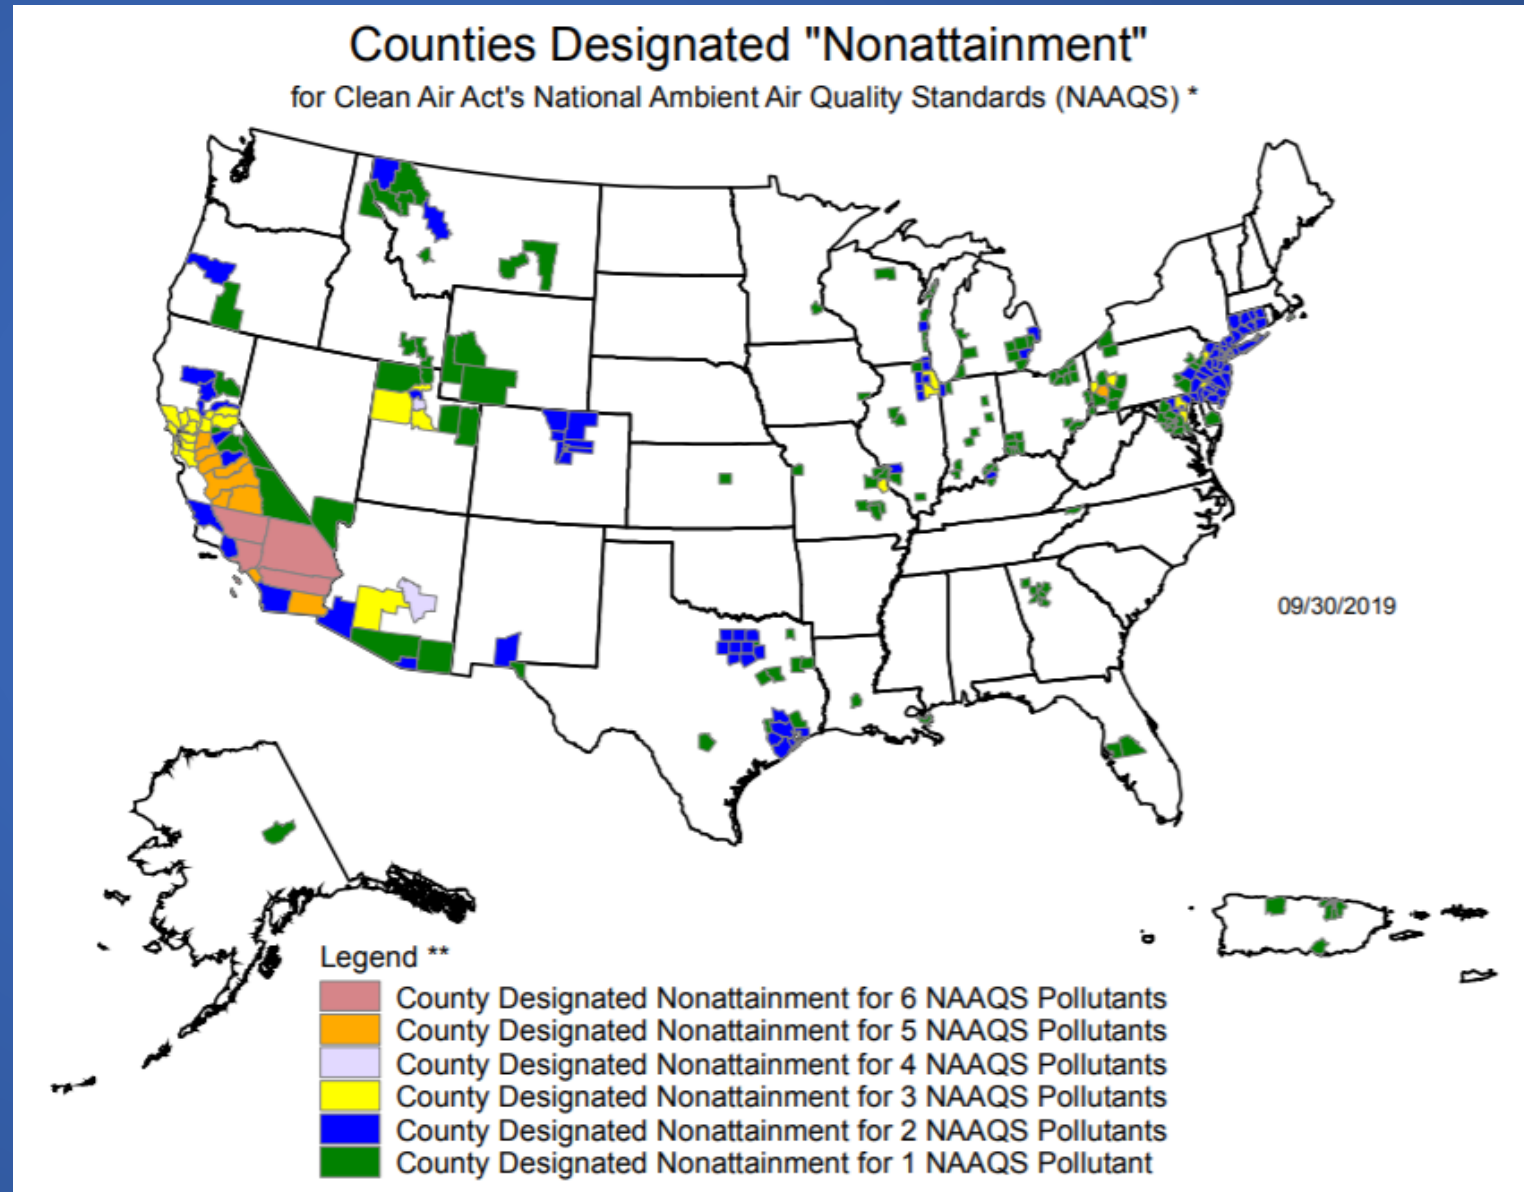 Counties Designated "Nonattainment"
for Clean Air Act's National Ambient Air Quality Standards (NAAQS) *
09/30/2019
Legend **
County Designated Nonattainment for 6 NAAQS Pollutants
County Designated Nonattainment for 5 NAAQS Pollutants
County Designated Nonattainment for 4 NAAQS Pollutants
County Designated Nonattainment for 3 NAAQS Pollutants
County Designated Nonattainment for 2 NAAQS Pollutants
County Designated Nonattainment for 1 NAAQS Pollutant